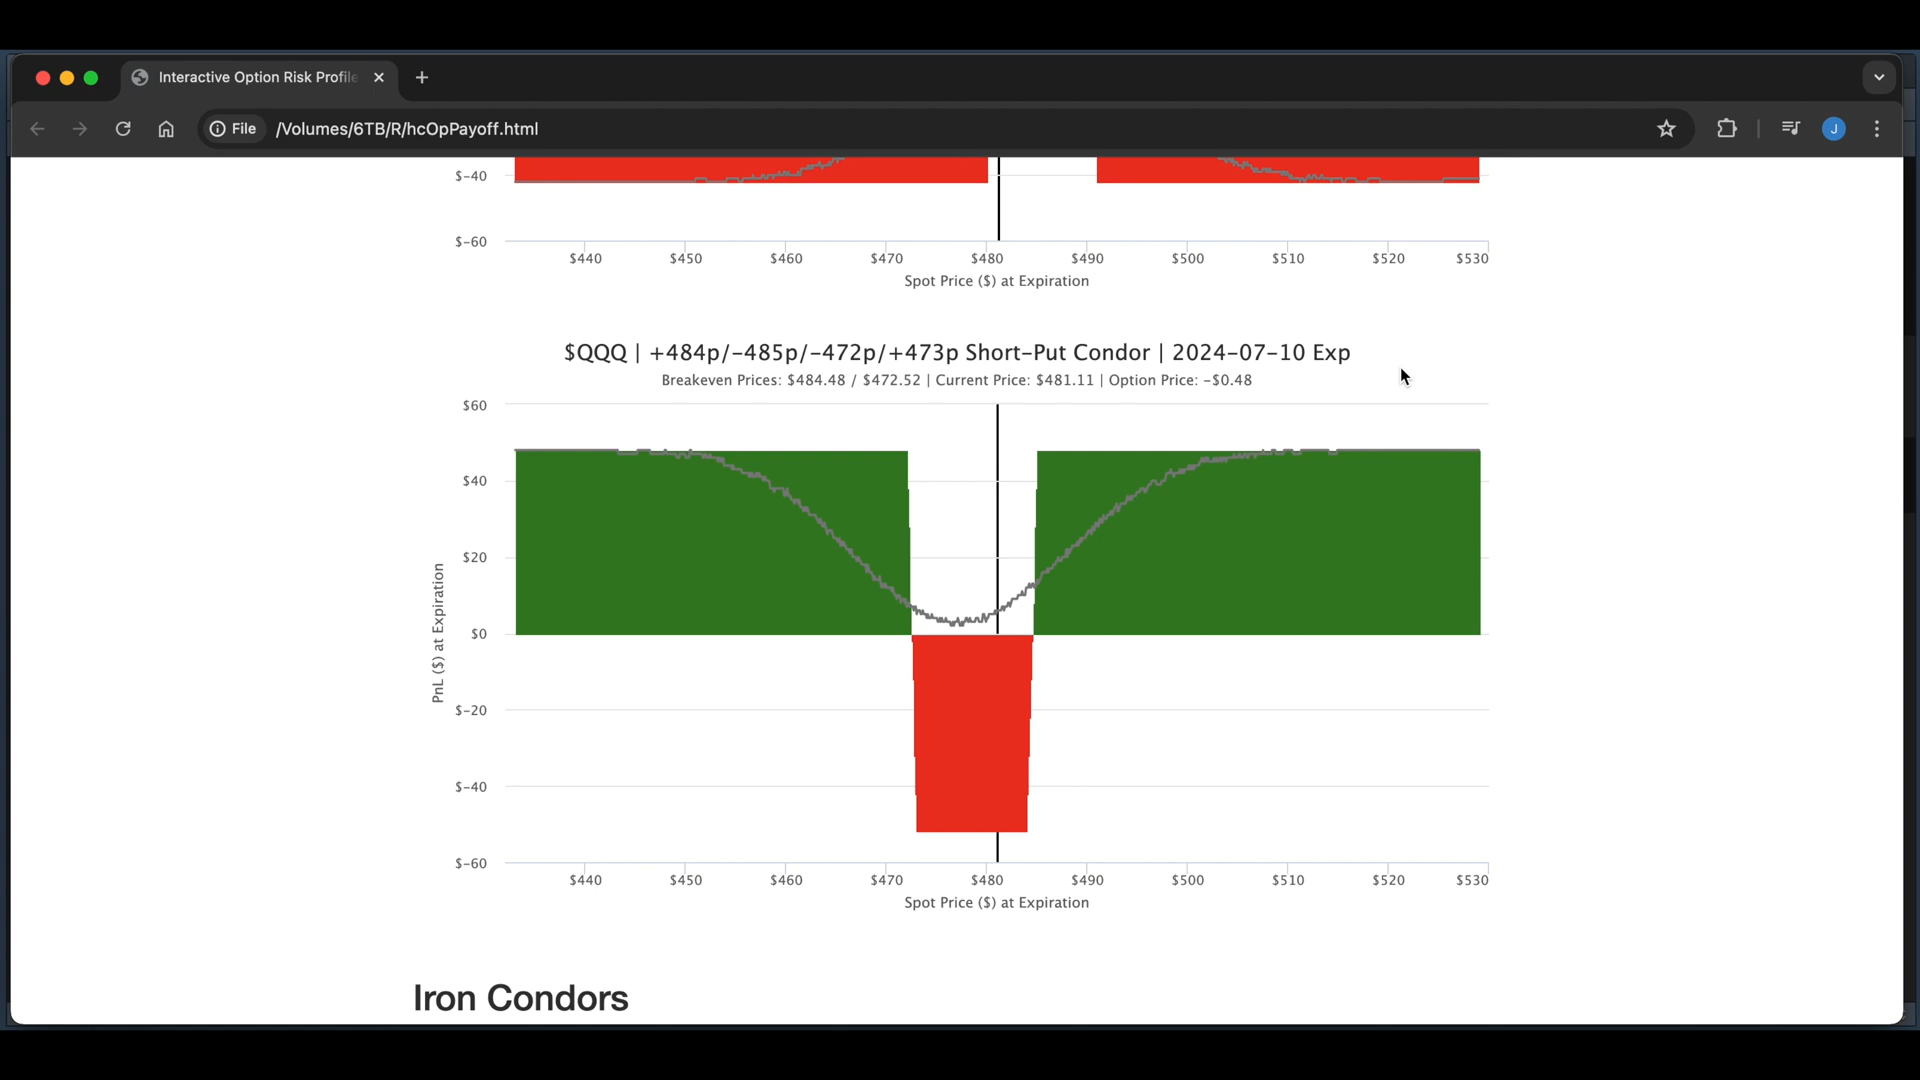 Interactive Option Risk Profile
File /Volumes/6TB/R/hcOpPayoff.html
J
$-40
$-60
$440 $450 $460 $470 $480 $490 $500 $510 $520 $530
Spot Price ($) at Expiration
$QQQ | +484p/-485p/-472p/+473p Short-Put Condor | 2024-07-10 Exp
Breakeven Prices: $484.48 / $472.52 | Current Price: $481.11 | Option Price: -$0.48
$60
$40
$20
$0
$-20
$-40
$-60
PnL ($) at Expiration
$440 $450 $460 $470 $480 $490 $500 $510 $520 $530
Spot Price ($) at Expiration
Iron Condors